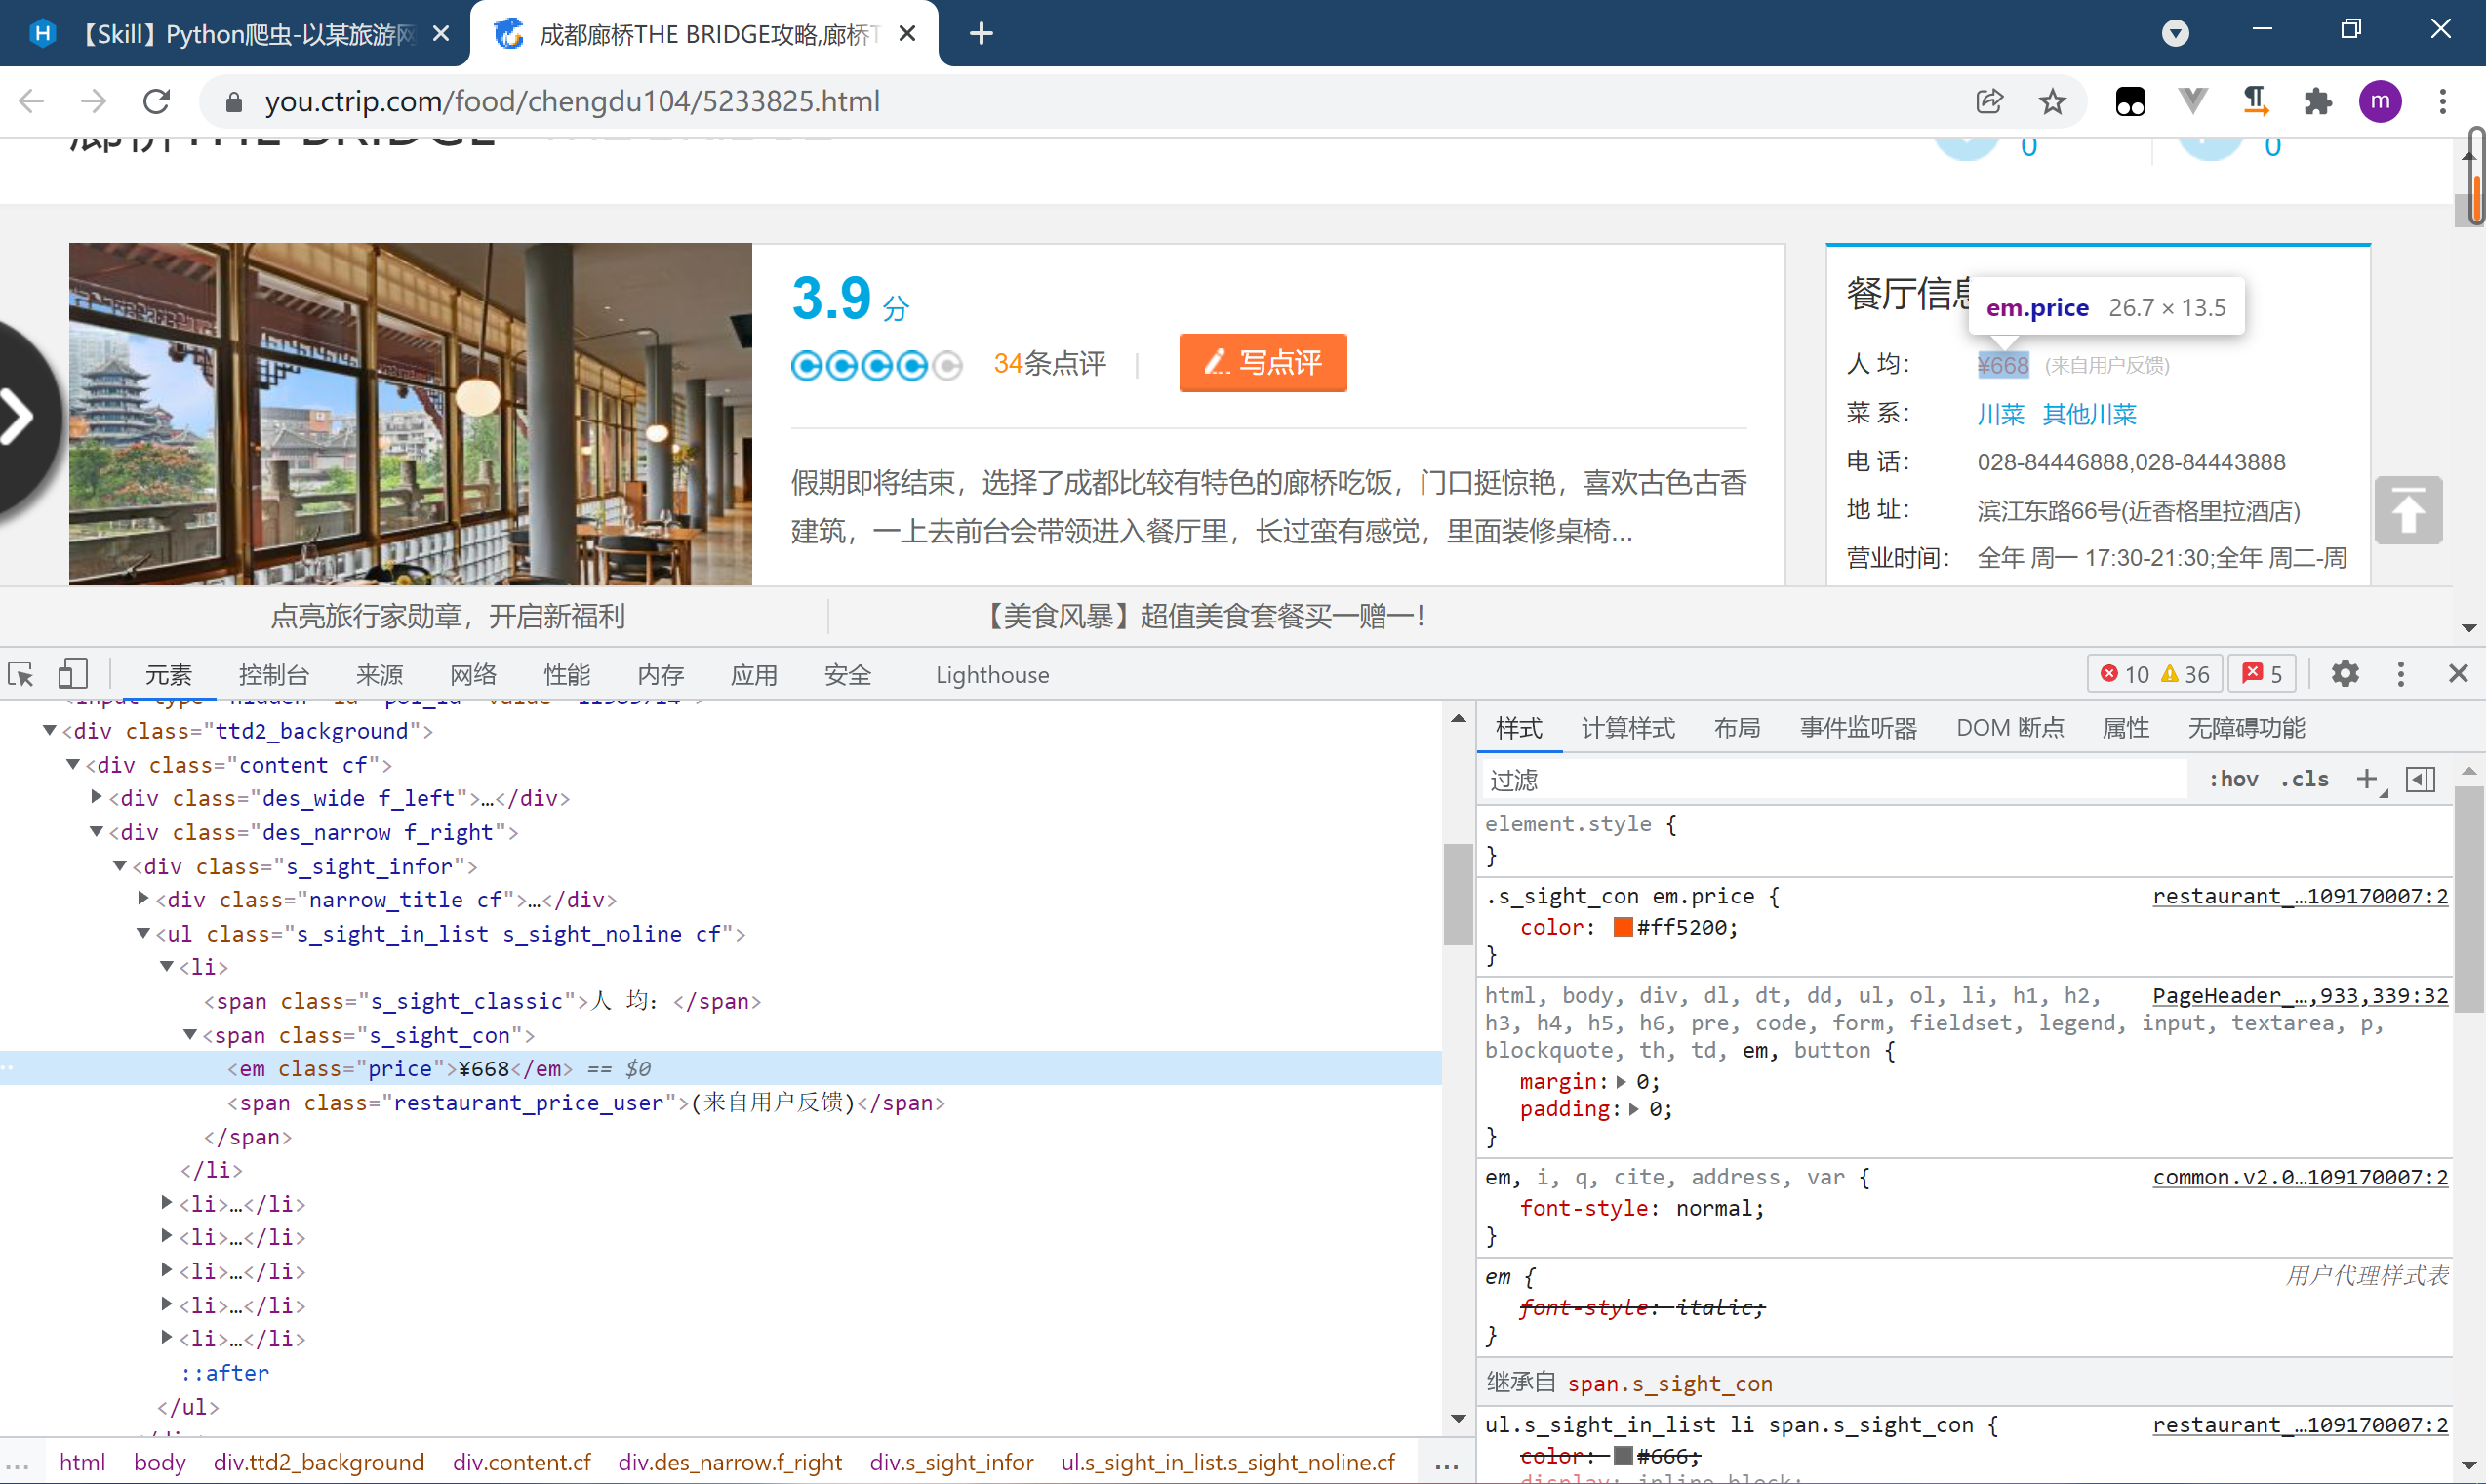 【Skill】Python爬虫-以某旅游网
成都廊桥THE BRIDGE攻略,廊桥T
you.ctrip.com/food/chengdu104/5233825.html
m
廊桥THE BRIDGE THE BRIDGE
0
0
3.9 分
34条点评
写点评
假期即将结束，选择了成都比较有特色的廊桥吃饭，门口挺惊艳，喜欢古色古香
建筑，一上去前台会带领进入餐厅里，长过蛮有感觉，里面装修桌椅...
餐厅信息
em.price 26.7 × 13.5
人 均： ¥668 (来自用户反馈)
菜 系： 川菜 其他川菜
电 话： 028-84446888,028-84443888
地 址： 滨江东路66号(近香格里拉酒店)
营业时间： 全年 周一 17:30-21:30;全年 周二-周
点亮旅行家勋章，开启新福利
【美食风暴】超值美食套餐买一赠一！
元素 控制台 来源 网络 性能 内存 应用 安全 Lighthouse
10 36 5
<div class="ttd2_background">
<div class="content cf">
<div class="des_wide f_left">…</div>
<div class="des_narrow f_right">
<div class="s_sight_infor">
<div class="narrow_title cf">…</div>
<ul class="s_sight_in_list s_sight_noline cf">
<li>
<span class="s_sight_classic">人 均：</span>
<span class="s_sight_con">
<em class="price">¥668</em> == $0
<span class="restaurant_price_user">(来自用户反馈)</span>
</span>
</li>
<li>…</li>
<li>…</li>
<li>…</li>
<li>…</li>
<li>…</li>
::after
</ul>
… html body div.ttd2_background div.content.cf div.des_narrow.f_right div.s_sight_infor ul.s_sight_in_list.s_sight_noline.cf …
样式 计算样式 布局 事件监听器 DOM 断点 属性 无障碍功能
过滤 :hov .cls
element.style {
}
.s_sight_con em.price { restaurant_…109170007:2
color: #ff5200;
}
html, body, div, dl, dt, dd, ul, ol, li, h1, h2, PageHeader_…,933,339:32
h3, h4, h5, h6, pre, code, form, fieldset, legend, input, textarea, p,
blockquote, th, td, em, button {
margin: 0;
padding: 0;
}
em, i, q, cite, address, var { common.v2.0…109170007:2
font-style: normal;
}
em { 用户代理样式表
font-style: italic;
}
继承自 span.s_sight_con
ul.s_sight_in_list li span.s_sight_con { restaurant_…109170007:2
color: #666;
display: inline-block;